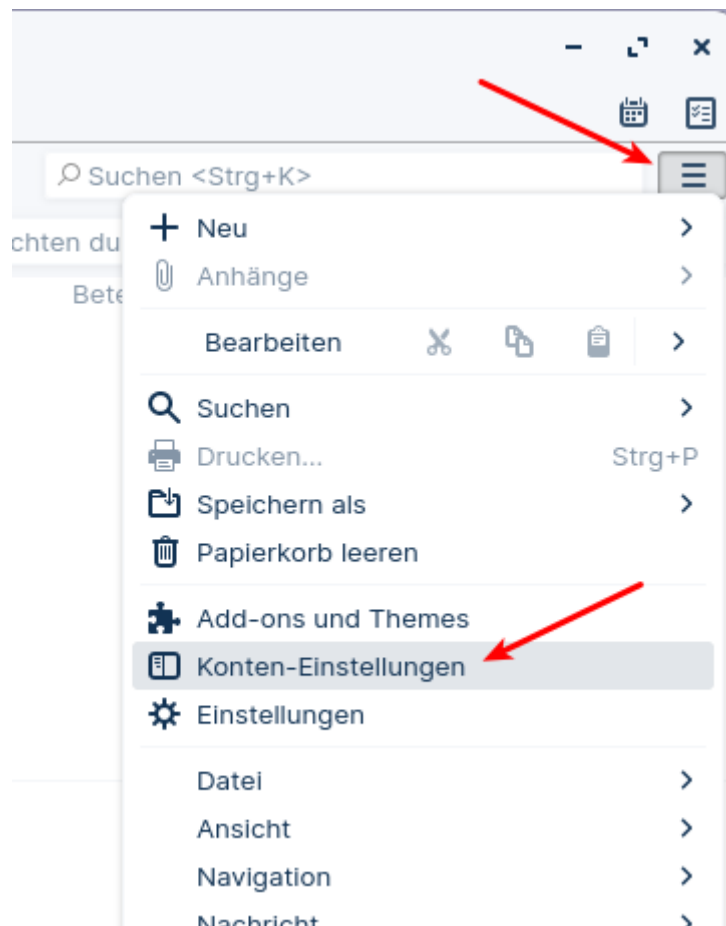 Suchen <Strg+K>
chten du
Neu
Bete
Anhänge
Bearbeiten
Suchen
Drucken... Strg+P
Speichern als
Papierkorb leeren
Add-ons und Themes
Konten-Einstellungen
Einstellungen
Datei
Ansicht
Navigation
Nachricht